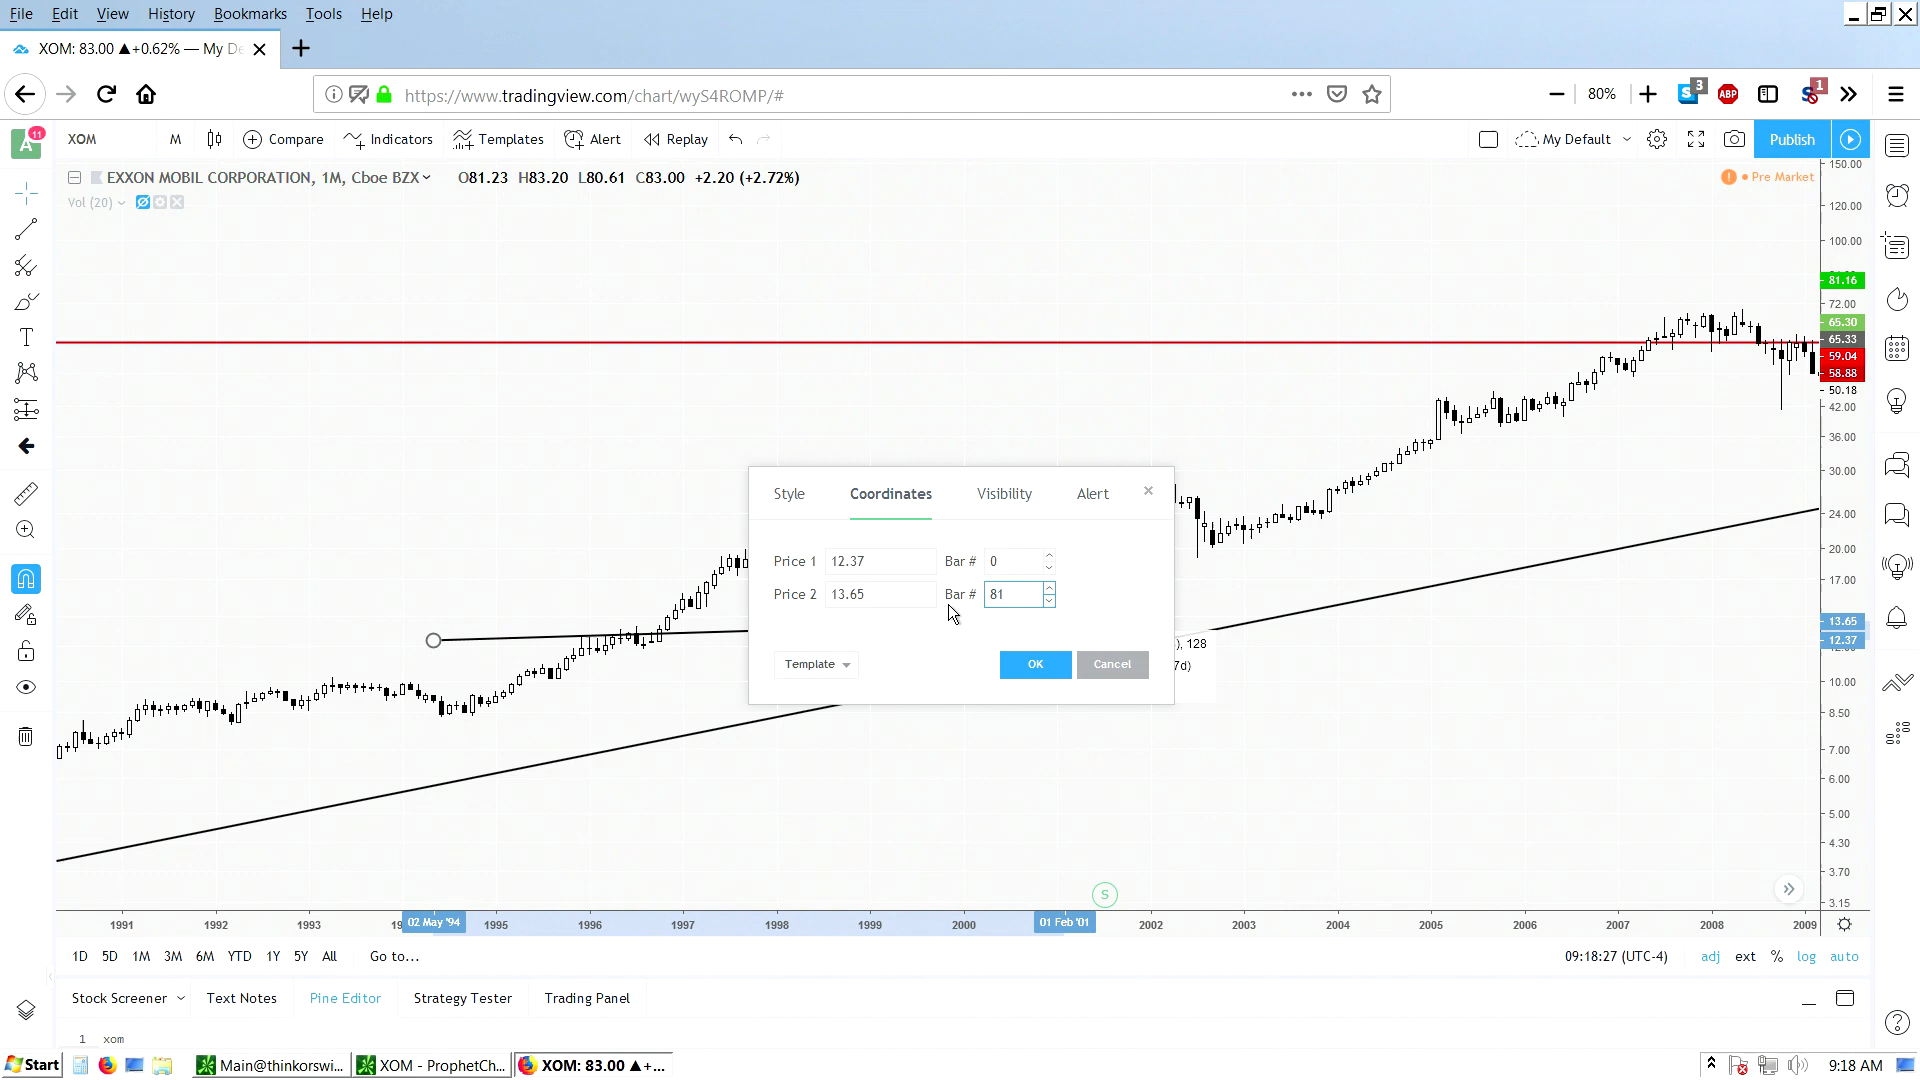 File Edit View History Bookmarks Tools Help
XOM: 83.00 ▲+0.62% — My De
https://www.tradingview.com/chart/wyS4ROMP/#
80%
3
ABP
1
11
A
XOM M Compare Indicators Templates Alert Replay
My Default Publish
EXXON MOBIL CORPORATION, 1M, Cboe BZX O81.23 H83.20 L80.61 C83.00 +2.20 (+2.72%)
Pre Market
Vol (20)
150.00
120.00
100.00
81.16
72.00
65.30
65.33
59.04
58.88
50.18
42.00
36.00
30.00
24.00
20.00
17.00
13.65
12.37
10.00
8.50
7.00
6.00
5.00
4.30
3.70
3.15
Style Coordinates Visibility Alert
Price 1 12.37 Bar # 0
Price 2 13.65 Bar # 81
Template OK Cancel
), 128
7d)
S
1991 1992 1993 02 May '94 1995 1996 1997 1998 1999 2000 01 Feb '01 2002 2003 2004 2005 2006 2007 2008 2009
1D 5D 1M 3M 6M YTD 1Y 5Y All Go to...
09:18:27 (UTC-4) adj ext % log auto
Stock Screener Text Notes Pine Editor Strategy Tester Trading Panel
1 xom
Start Main@thinkorswi... XOM - ProphetCh... XOM: 83.00 ▲+... 9:18 AM